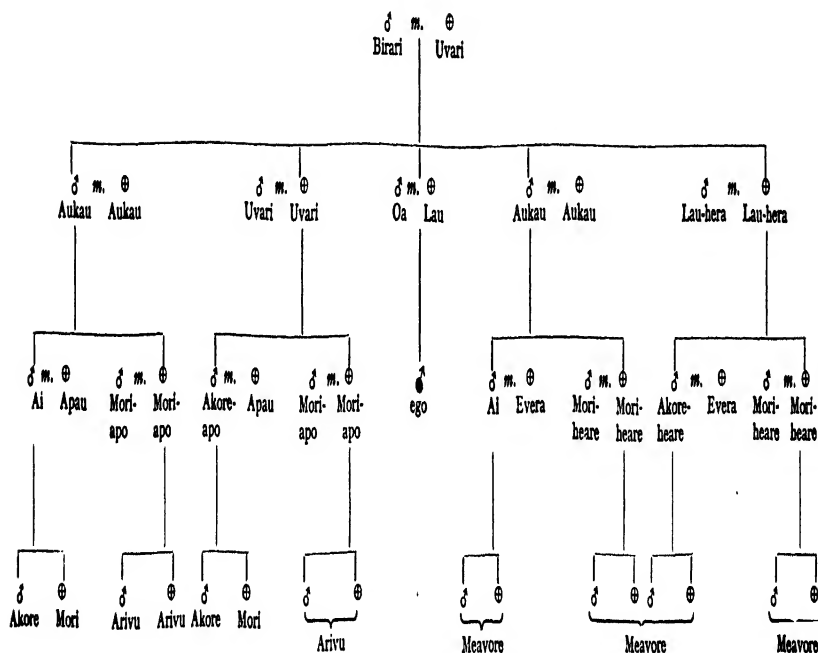 ♂ m. ⊕
Birari Uvari
♂ m. ⊕ ♂ m. ⊕ ♂ m. ⊕ ♂ m. ⊕ ♂ m. ⊕
Aukau Aukau Uvari Uvari Oa Lau Aukau Aukau Lau-hera Lau-hera
♂ m. ⊕ ♂ m. ⊕ ♂ m. ⊕ ♂ m. ⊕ ♂ ♂ m. ⊕ ♂ m. ⊕ ♂ m. ⊕ ♂ m. ⊕
Ai Apau Mori- Mori- Akore- Apau Mori- Mori- ego Ai Evera Mori- Mori- Akore- Evera Mori- Mori-
apo apo apo apo apo heare heare heare heare heare
♂ ⊕ ♂ ⊕ ♂ ⊕ ♂ ⊕ ♂ ⊕ ♂ ⊕ ♂ ⊕ ♂ ⊕
Akore Mori Arivu Arivu Akore Mori
Arivu Meavore Meavore Meavore